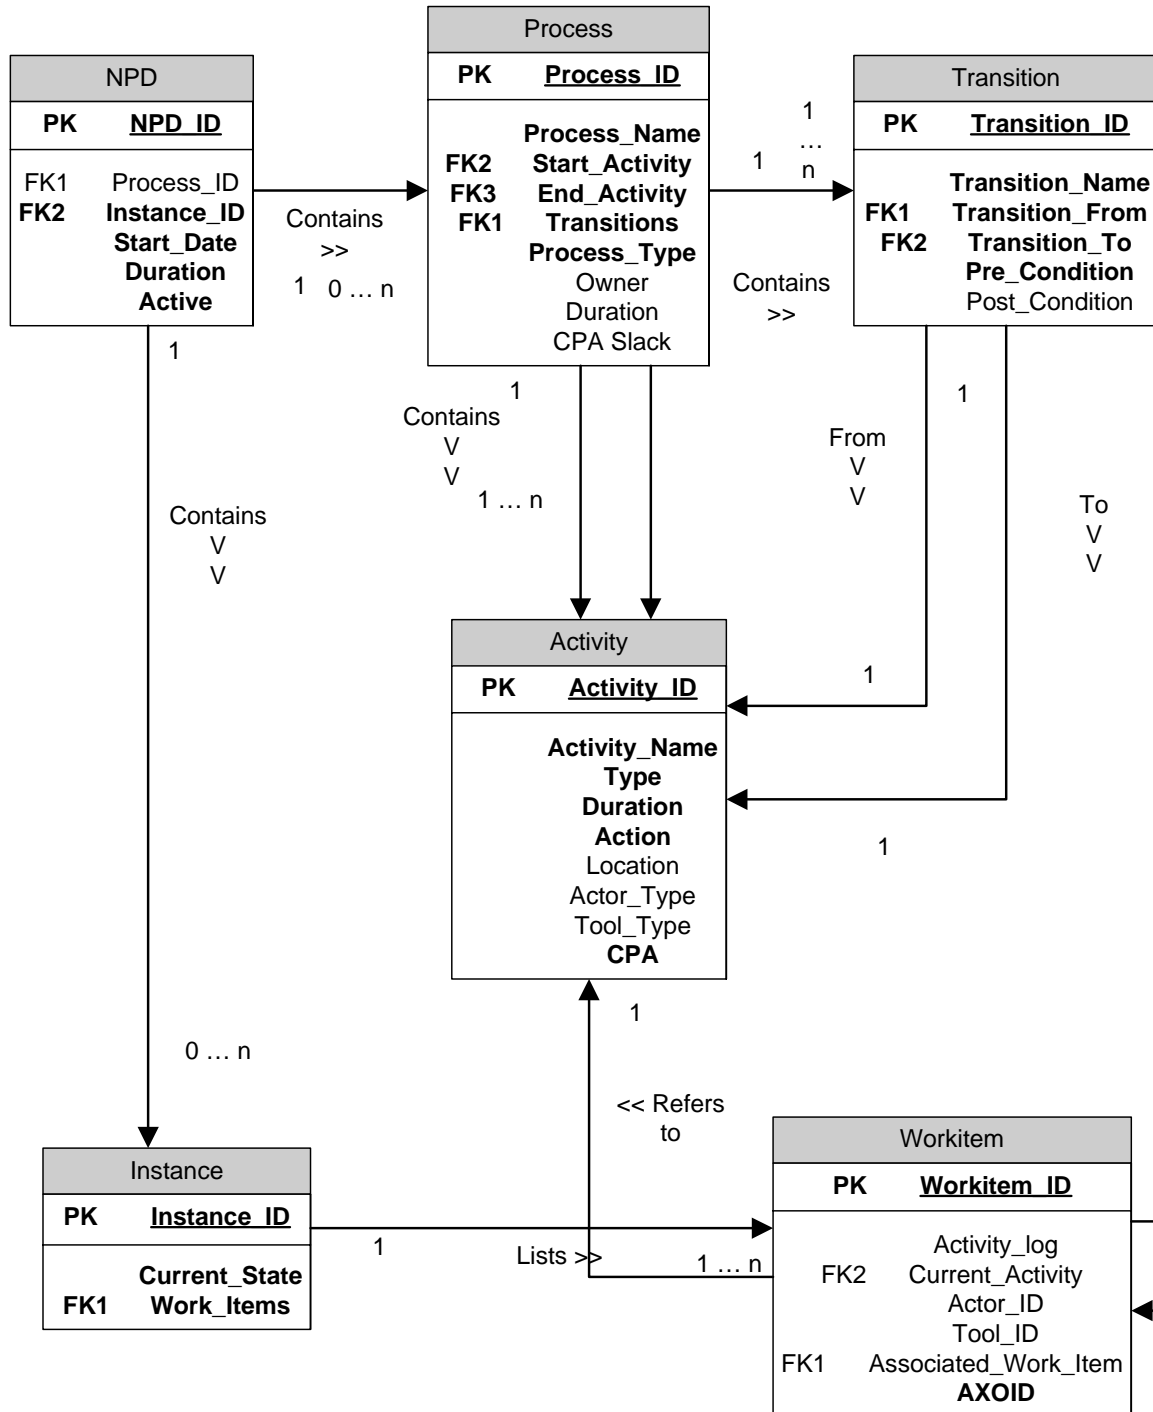 NPD
PK NPD_ID
FK1 Process_ID
FK2 Instance_ID
Start_Date
Duration
Active
Contains
>>
1 0 ... n
Process
PK Process_ID
Process_Name
FK2 Start_Activity
FK3 End_Activity
FK1 Transitions
Process_Type
Owner
Duration
CPA Slack
1
1
...
n
Contains
>>
Transition
PK Transition_ID
Transition_Name
FK1 Transition_From
FK2 Transition_To
Pre_Condition
Post_Condition
1
Contains
V
V
0 ... n
1
Contains
V
V
1 ... n
1
From
V
V
1
To
V
V
1
Activity
PK Activity_ID
Activity_Name
Type
Duration
Action
Location
Actor_Type
Tool_Type
CPA
1
<< Refers
to
Instance
PK Instance_ID
Current_State
FK1 Work_Items
1
Lists >>
1 ... n
Workitem
PK Workitem_ID
Activity_log
FK2 Current_Activity
Actor_ID
Tool_ID
FK1 Associated_Work_Item
AXOID